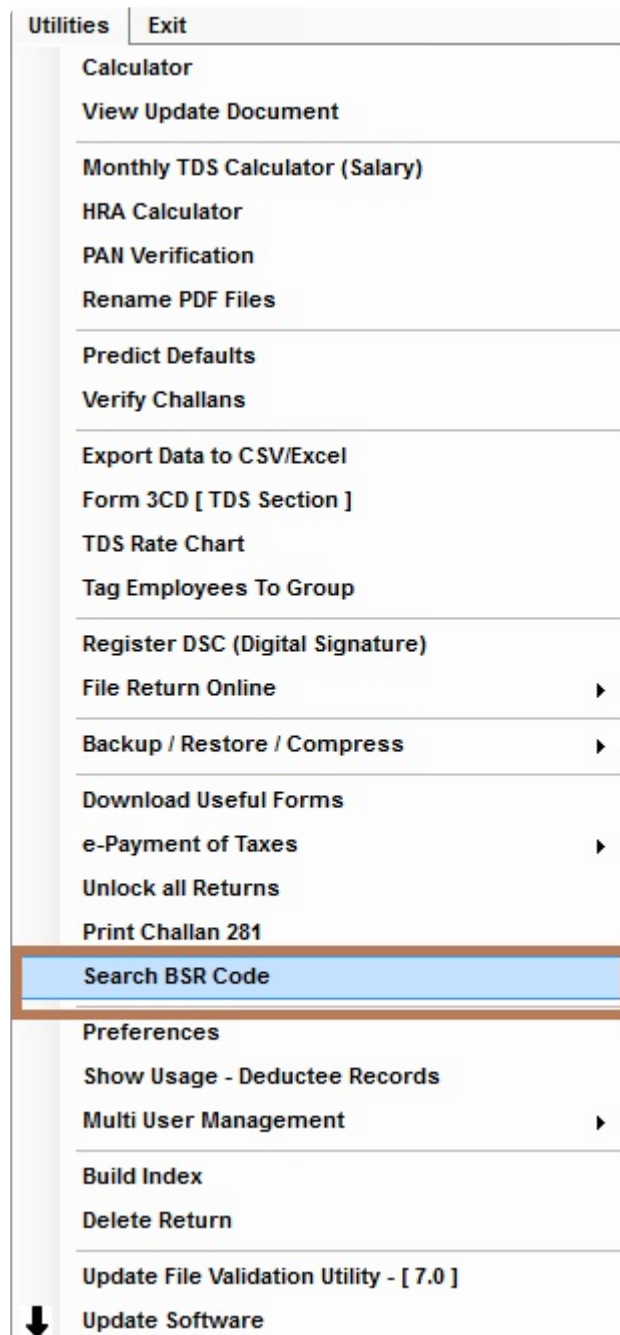 Utilities Exit
Calculator
View Update Document
Monthly TDS Calculator (Salary)
HRA Calculator
PAN Verification
Rename PDF Files
Predict Defaults
Verify Challans
Export Data to CSV/Excel
Form 3CD [ TDS Section ]
TDS Rate Chart
Tag Employees To Group
Register DSC (Digital Signature)
File Return Online
Backup / Restore / Compress
Download Useful Forms
e-Payment of Taxes
Unlock all Returns
Print Challan 281
Search BSR Code
Preferences
Show Usage - Deductee Records
Multi User Management
Build Index
Delete Return
Update File Validation Utility - [ 7.0 ]
Update Software